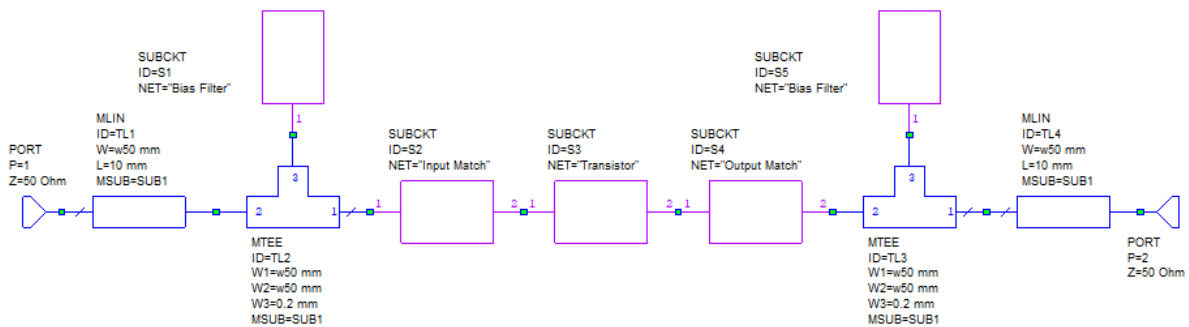 SUBCKT
ID=S1
NET="Bias Filter"
1
SUBCKT
ID=S5
NET="Bias Filter"
1
PORT
P=1
Z=50 Ohm
MLIN
ID=TL1
W=w50 mm
L=10 mm
MSUB=SUB1
3
2
1
MTEE
ID=TL2
W1=w50 mm
W2=w50 mm
W3=0.2 mm
MSUB=SUB1
SUBCKT
ID=S2
NET="Input Match"
1
2
SUBCKT
ID=S3
NET="Transistor"
1
2
SUBCKT
ID=S4
NET="Output Match"
1
2
3
2
1
MTEE
ID=TL3
W1=w50 mm
W2=w50 mm
W3=0.2 mm
MSUB=SUB1
MLIN
ID=TL4
W=w50 mm
L=10 mm
MSUB=SUB1
PORT
P=2
Z=50 Ohm